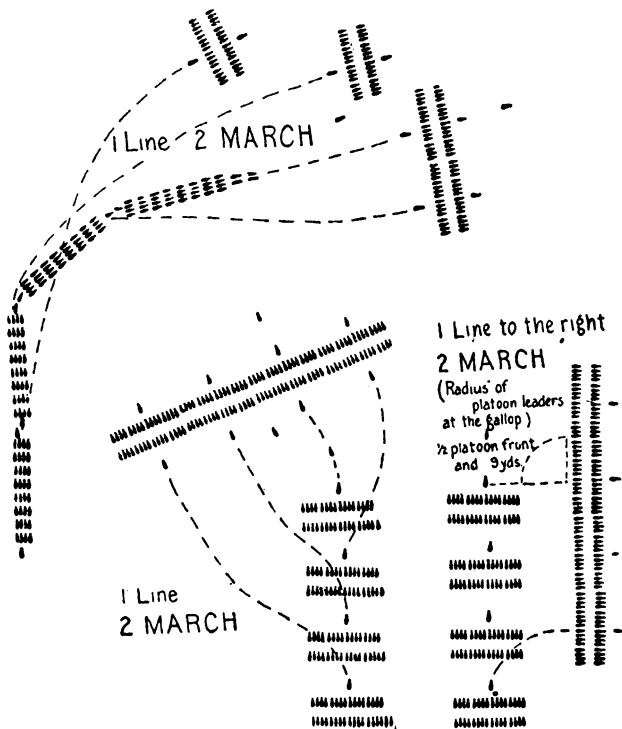 1 Line 2 MARCH
1 Line to the right
2 MARCH
(Radius of
platoon leaders
at the gallop)
½ platoon front
and 9yds.
1 Line
2 MARCH